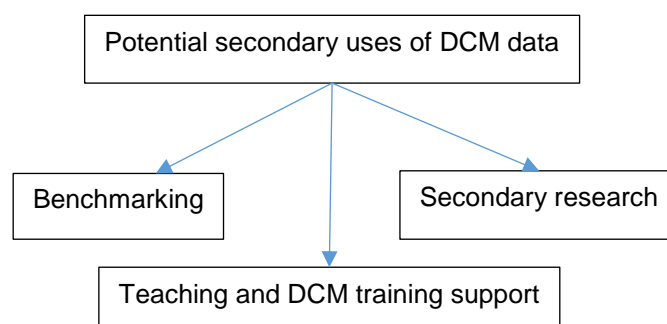 Potential secondary uses of DCM data
Benchmarking
Secondary research
Teaching and DCM training support